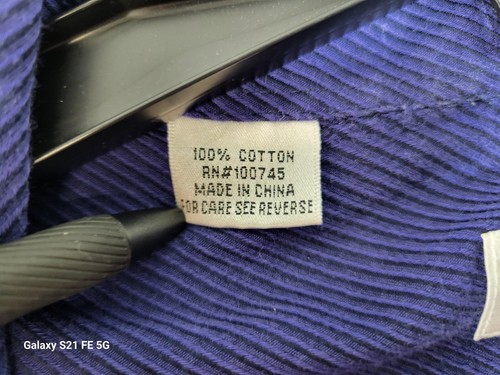 100% COTTON
RN#100745
MADE IN CHINA
FOR CARE SEE REVERSE
Galaxy S21 FE 5G